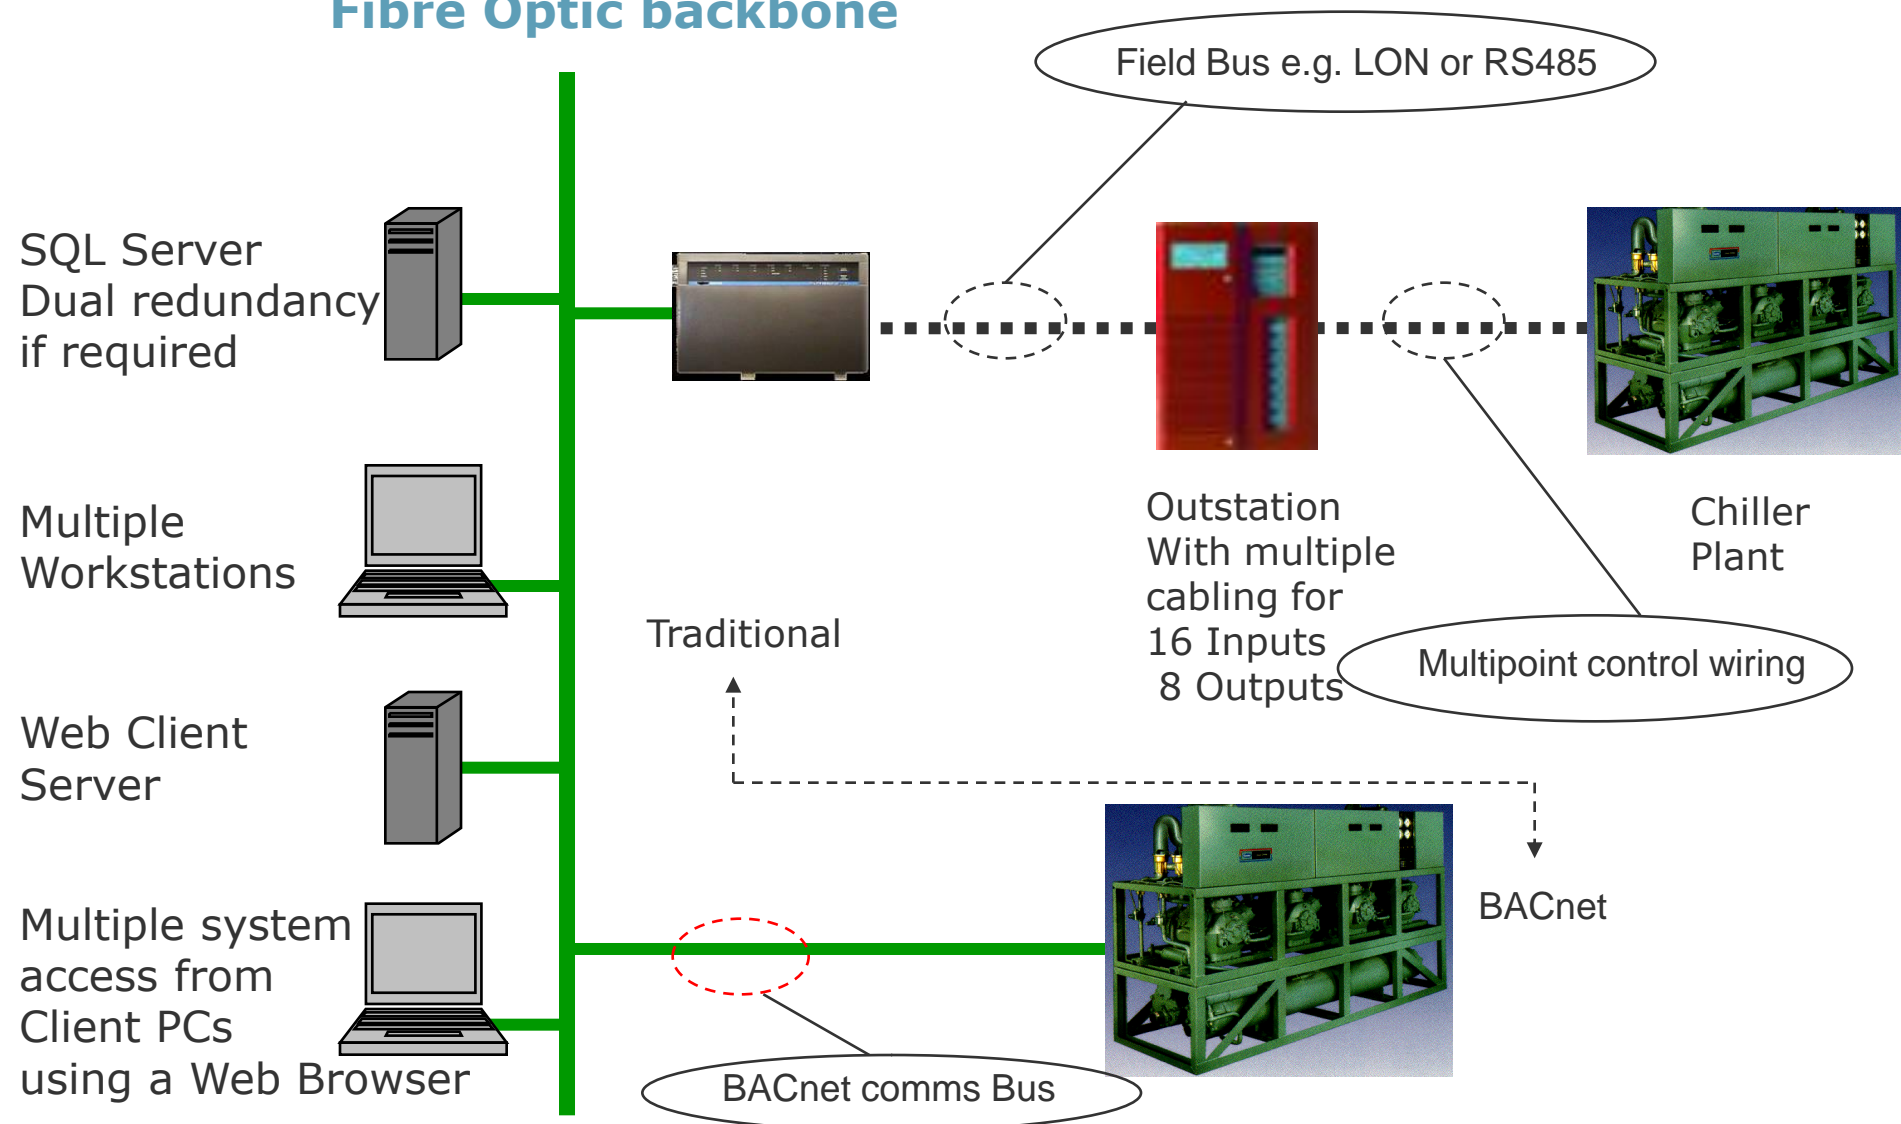 Fibre Optic backbone
Field Bus e.g. LON or RS485
SQL Server
Dual redundancy
if required
Multiple
Workstations
Outstation
With multiple
cabling for
16 Inputs
8 Outputs
Chiller
Plant
Traditional
Multipoint control wiring
Web Client
Server
BACnet
Multiple system
access from
Client PCs
using a Web Browser
BACnet comms Bus